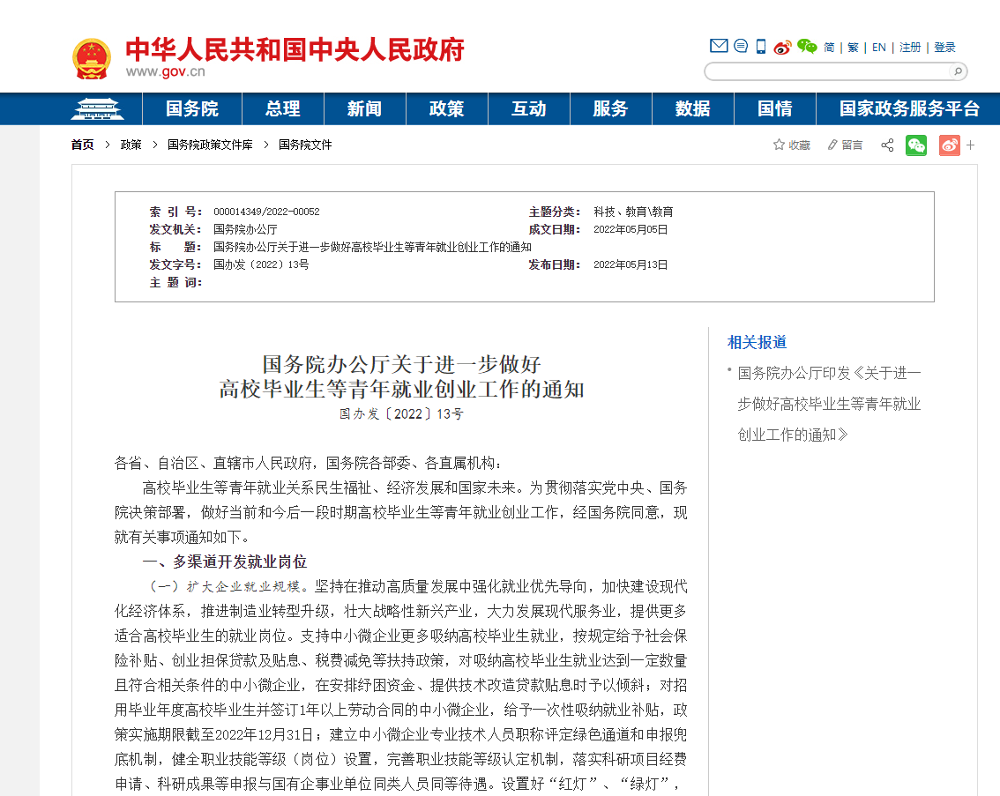 中华人民共和国中央人民政府
www.gov.cn
简 | 繁 | EN | 注册 | 登录
国务院 总理 新闻 政策 互动 服务 数据 国情 国家政务服务平台
首页 > 政策 > 国务院政策文件库 > 国务院文件
收藏 留言
索 引 号： 000014349/2022-00052 主题分类： 科技、教育\教育
发文机关： 国务院办公厅 成文日期： 2022年05月05日
标 题： 国务院办公厅关于进一步做好高校毕业生等青年就业创业工作的通知
发文字号： 国办发〔2022〕13号 发布日期： 2022年05月13日
主 题 词：
国务院办公厅关于进一步做好
高校毕业生等青年就业创业工作的通知
国办发〔2022〕13号
各省、自治区、直辖市人民政府，国务院各部委、各直属机构：
高校毕业生等青年就业关系民生福祉、经济发展和国家未来。为贯彻落实党中央、国务
院决策部署，做好当前和今后一段时期高校毕业生等青年就业创业工作，经国务院同意，现
就有关事项通知如下。
一、多渠道开发就业岗位
（一）扩大企业就业规模。坚持在推动高质量发展中强化就业优先导向，加快建设现代
化经济体系，推进制造业转型升级，壮大战略性新兴产业，大力发展现代服务业，提供更多
适合高校毕业生的就业岗位。支持中小微企业更多吸纳高校毕业生就业，按规定给予社会保
险补贴、创业担保贷款及贴息、税费减免等扶持政策，对吸纳高校毕业生就业达到一定数量
且符合相关条件的中小微企业，在安排纾困资金、提供技术改造贷款贴息时予以倾斜；对招
用毕业年度高校毕业生并签订1年以上劳动合同的中小微企业，给予一次性吸纳就业补贴，政
策实施期限截至2022年12月31日；建立中小微企业专业技术人员职称评定绿色通道和申报兜
底机制，健全职业技能等级（岗位）设置，完善职业技能等级认定机制，落实科研项目经费
申请、科研成果等申报与国有企事业单位同类人员同等待遇。设置好“红灯”、“绿灯”，
相关报道
国务院办公厅印发《关于进一
步做好高校毕业生等青年就业
创业工作的通知》